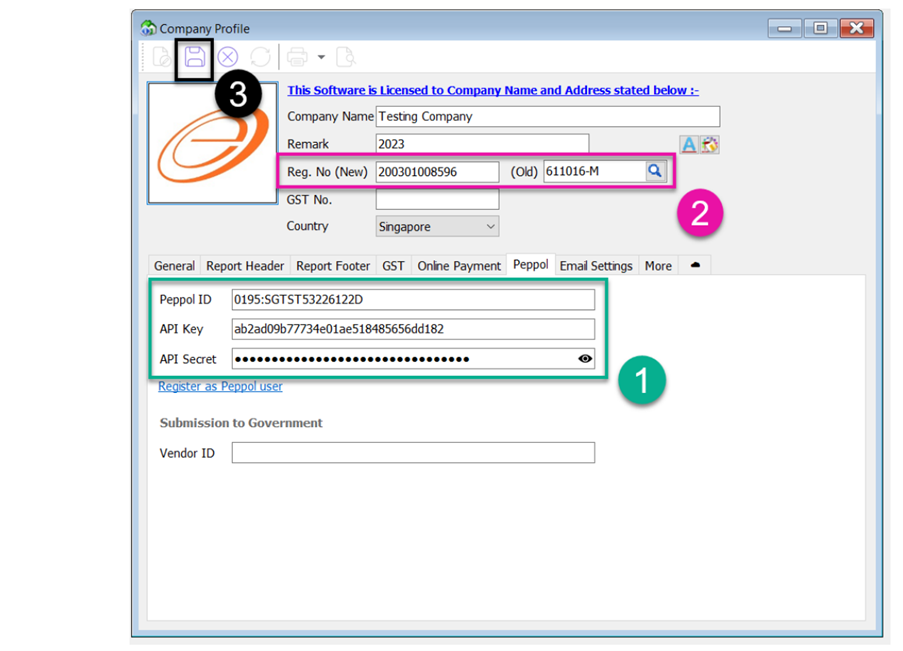 Company Profile
3
This Software is Licensed to Company Name and Address stated below :-
Company Name Testing Company
Remark 2023
Reg. No (New) 200301008596 (Old) 611016-M
2
GST No.
Country Singapore
General Report Header Report Footer GST Online Payment Peppol Email Settings More
Peppol ID 0195:SGTST53226122D
API Key ab2ad09b77734e01ae518485656dd182
API Secret ••••••••••••••••••••••••••••••••
1
Register as Peppol user
Submission to Government
Vendor ID